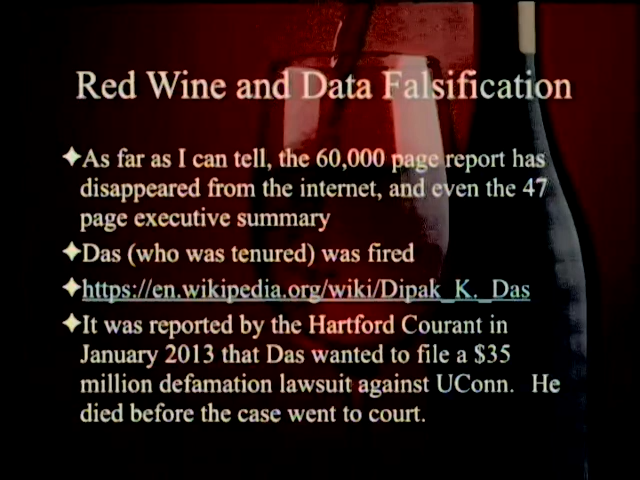 Red Wine and Data Falsification
✦As far as I can tell, the 60,000 page report has
disappeared from the internet, and even the 47
page executive summary
✦Das (who was tenured) was fired
✦https://en.wikipedia.org/wiki/Dipak_K._Das
✦It was reported by the Hartford Courant in
January 2013 that Das wanted to file a $35
million defamation lawsuit against UConn. He
died before the case went to court.